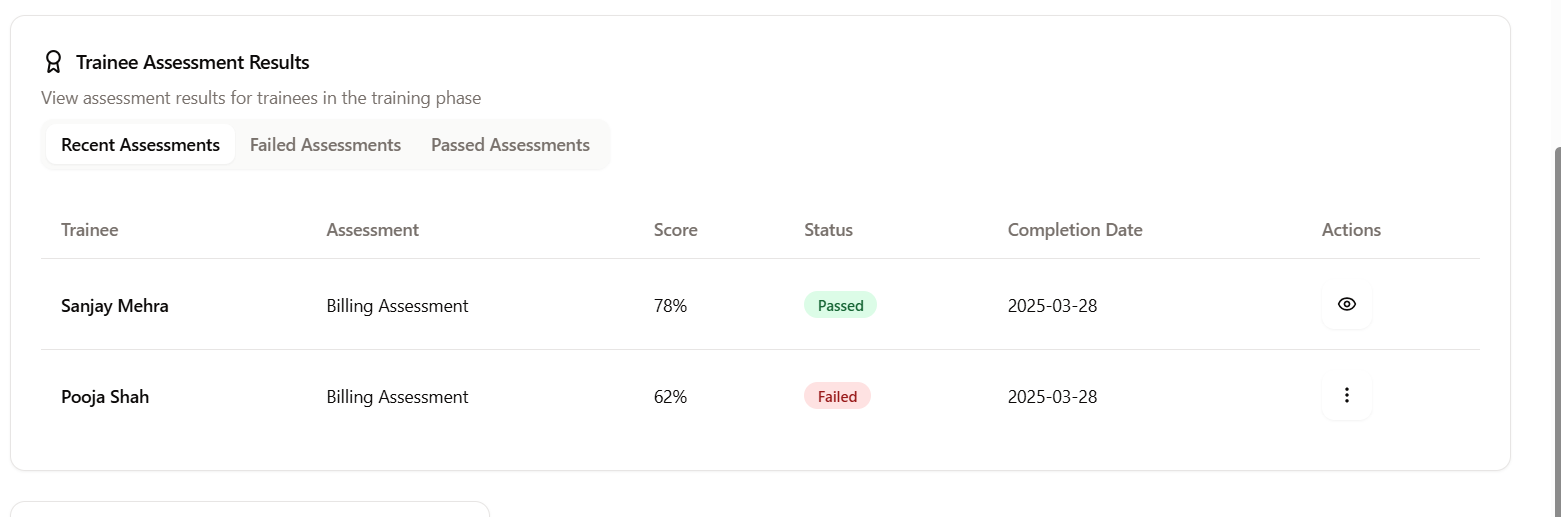 Trainee Assessment Results
View assessment results for trainees in the training phase
Recent Assessments Failed Assessments Passed Assessments
Trainee Assessment Score Status Completion Date Actions
Sanjay Mehra Billing Assessment 78% Passed 2025-03-28
Pooja Shah Billing Assessment 62% Failed 2025-03-28